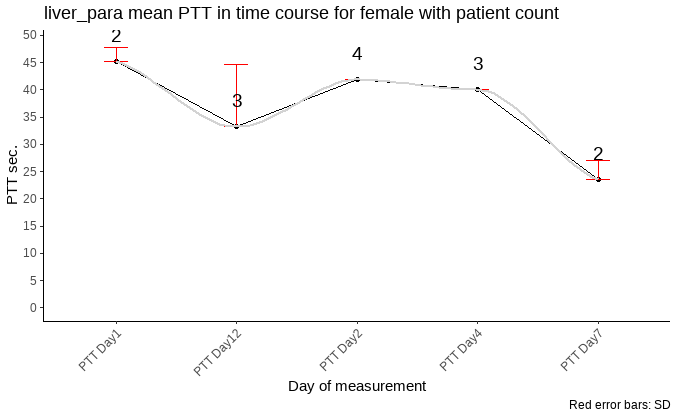 liver_para mean PTT in time course for female with patient count
50
45
40
35
30
25
20
15
10
5
0
PTT sec.
2
3
4
3
2
PTT Day1
PTT Day12
PTT Day2
PTT Day4
PTT Day7
Day of measurement
Red error bars: SD